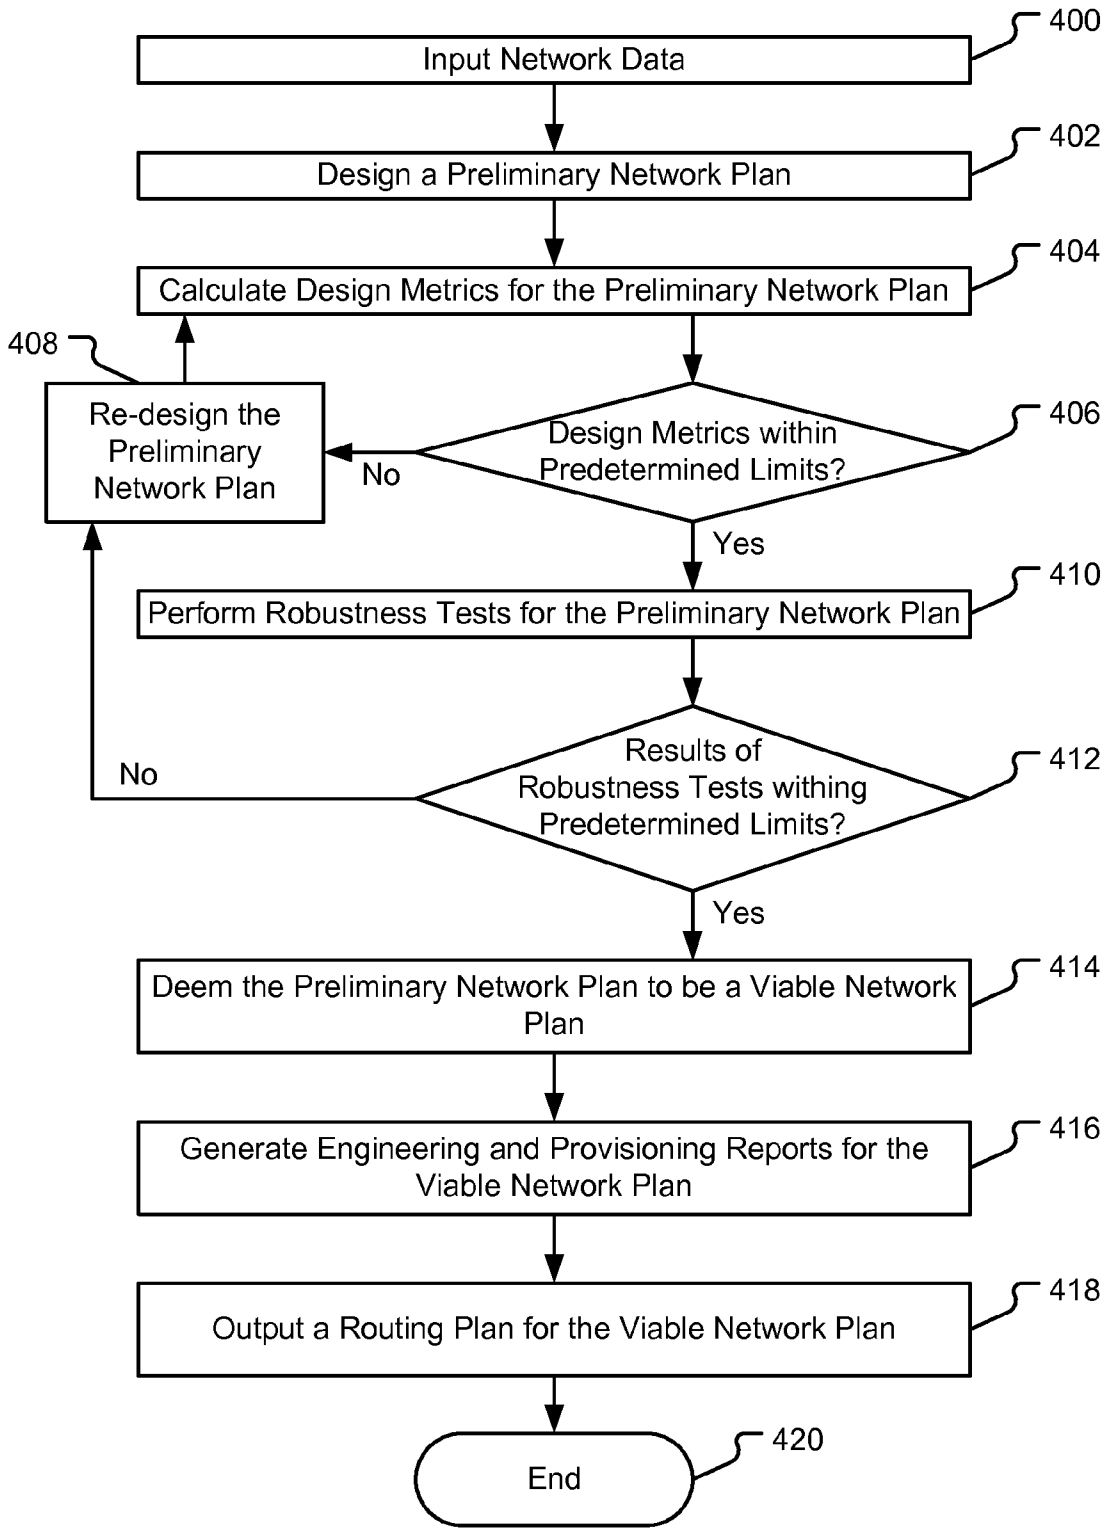 400
Input Network Data
402
Design a Preliminary Network Plan
404
Calculate Design Metrics for the Preliminary Network Plan
408
Re-design the
Preliminary
Network Plan
406
Design Metrics within
Predetermined Limits?
No
Yes
410
Perform Robustness Tests for the Preliminary Network Plan
412
Results of
Robustness Tests withing
Predetermined Limits?
No
Yes
414
Deem the Preliminary Network Plan to be a Viable Network
Plan
416
Generate Engineering and Provisioning Reports for the
Viable Network Plan
418
Output a Routing Plan for the Viable Network Plan
420
End